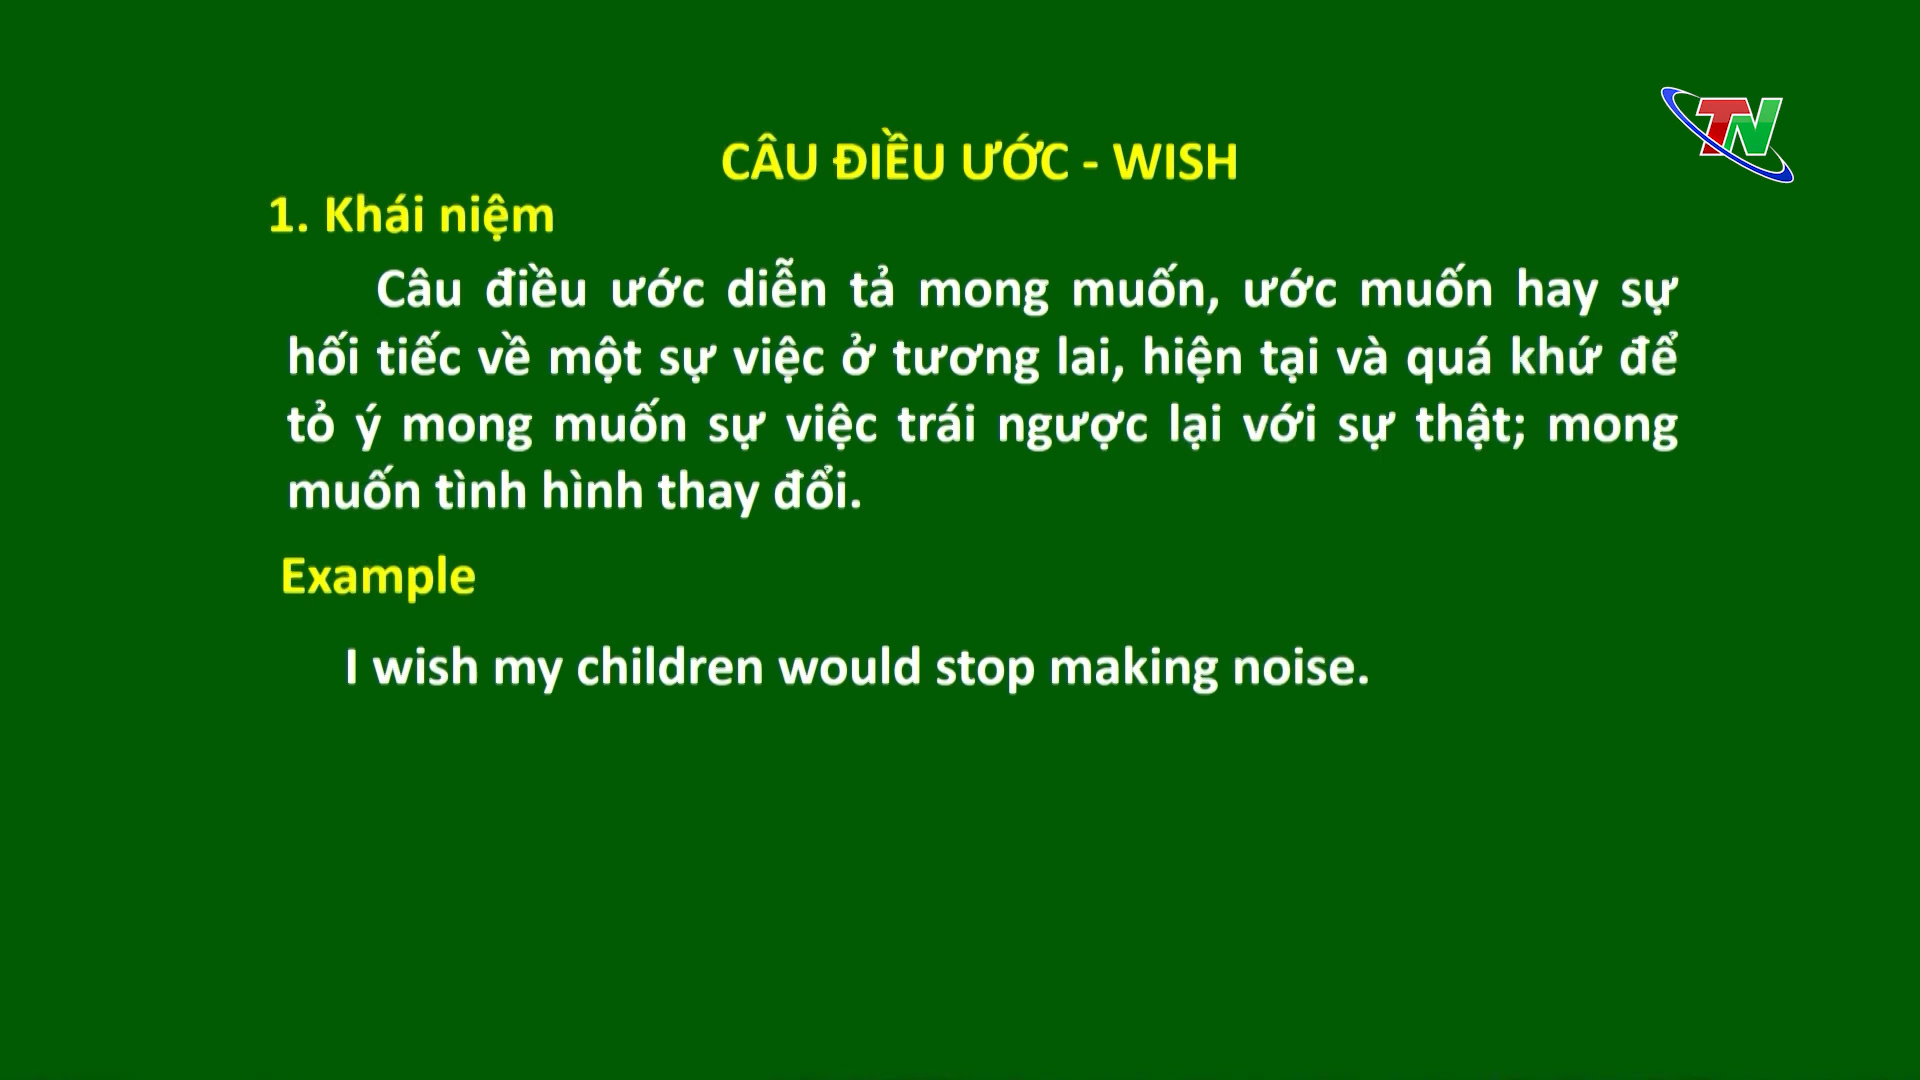 TN
CÂU ĐIỀU ƯỚC - WISH
1. Khái niệm
Câu điều ước diễn tả mong muốn, ước muốn hay sự
hối tiếc về một sự việc ở tương lai, hiện tại và quá khứ để
tỏ ý mong muốn sự việc trái ngược lại với sự thật; mong
muốn tình hình thay đổi.
Example
I wish my children would stop making noise.